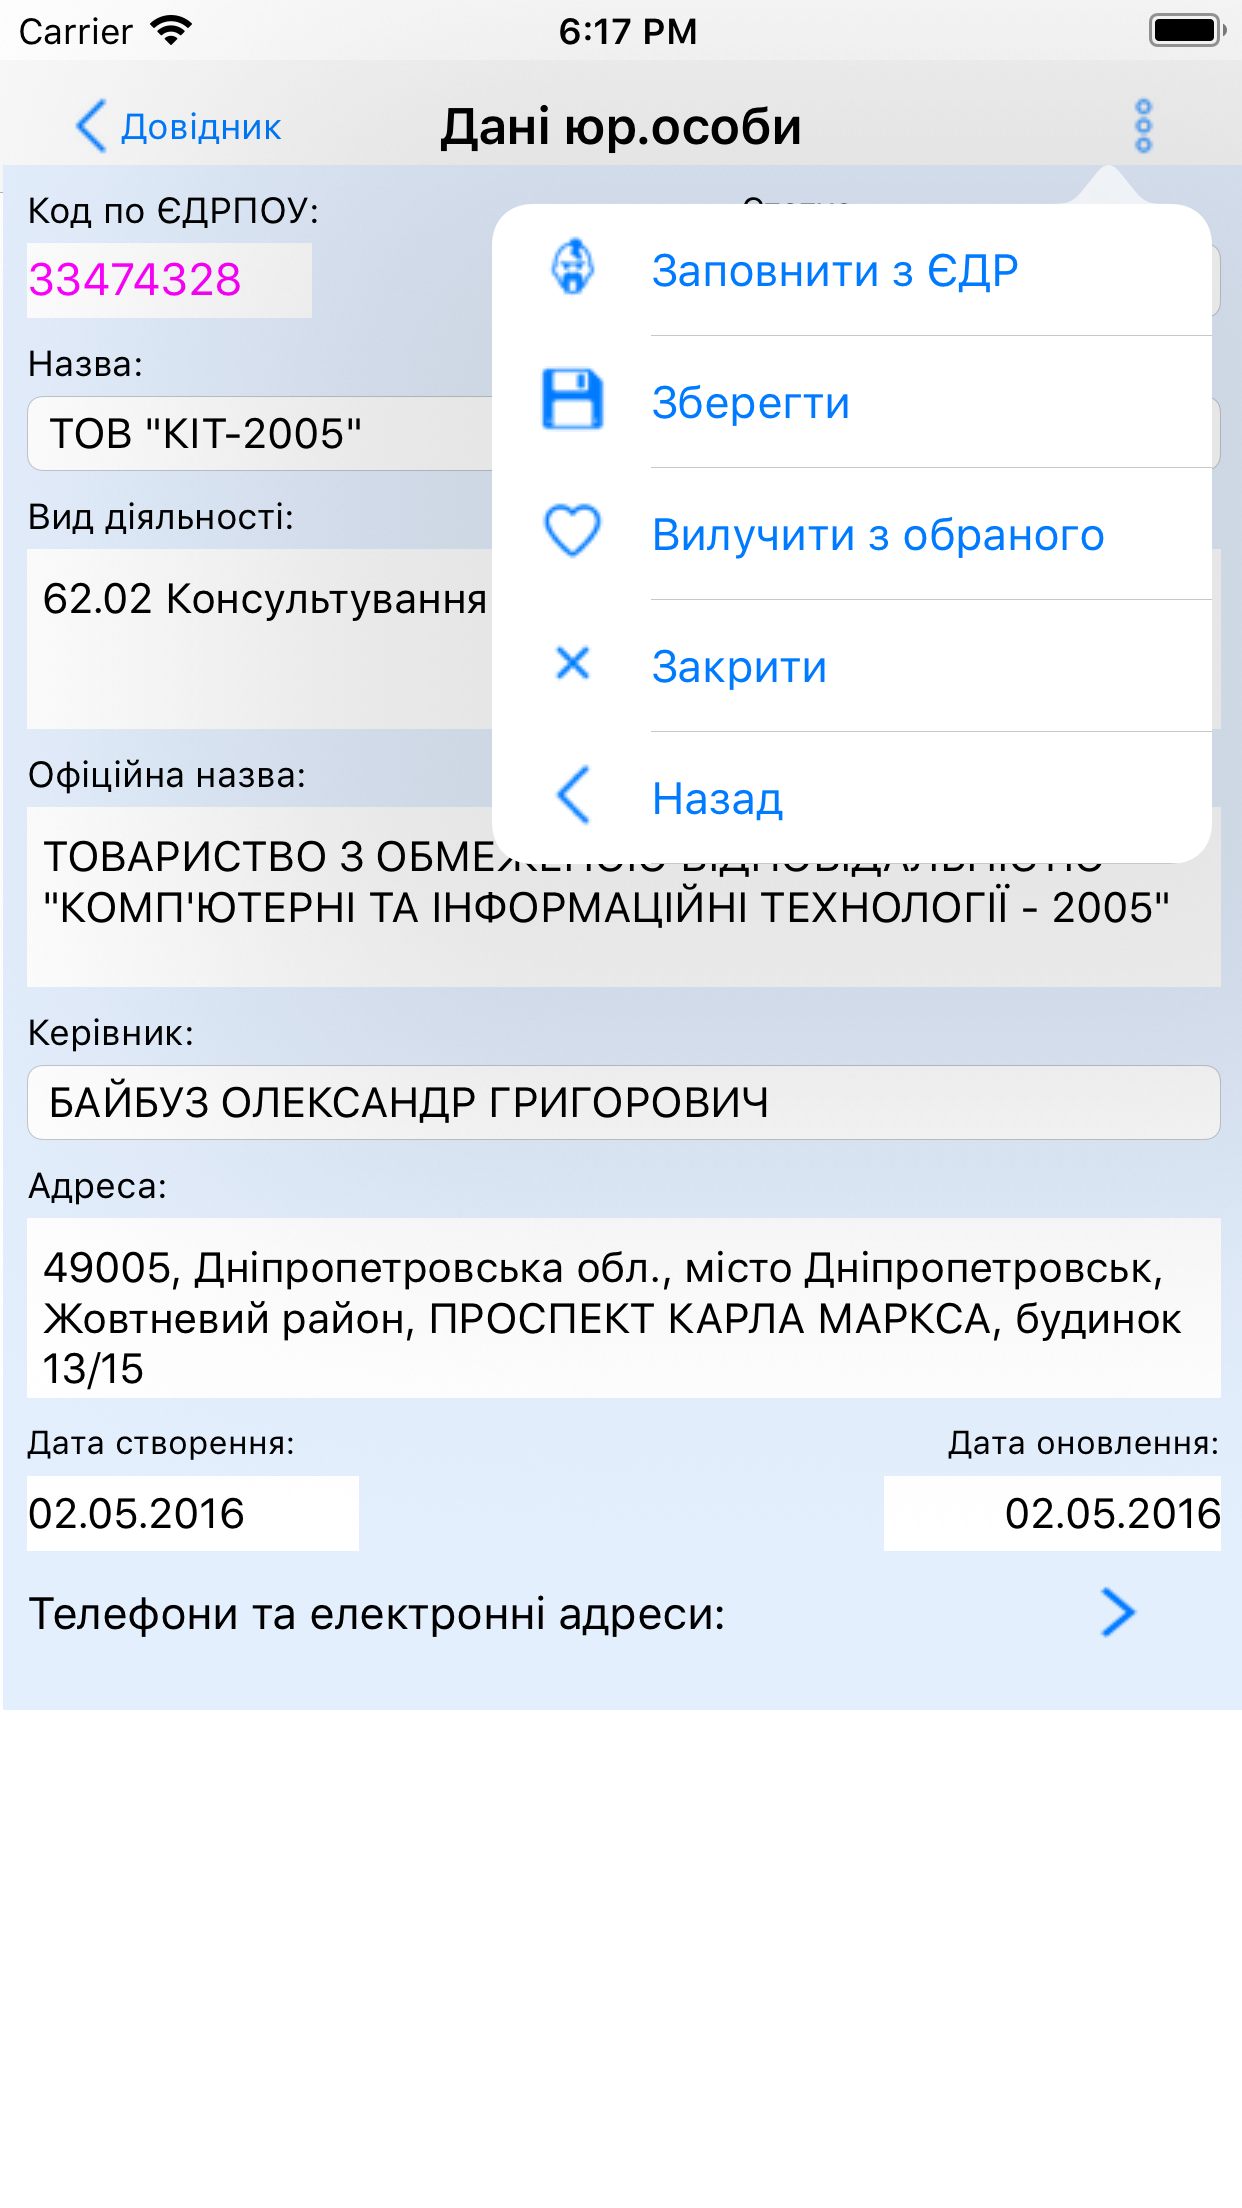 Carrier 6:17 PM
Довідник Дані юр.особи
Код по ЄДРПОУ:
33474328
Заповнити з ЄДР
Назва:
Зберегти
ТОВ "КІТ-2005"
Вид діяльності:
Вилучити з обраного
62.02 Консультування
Закрити
Офіційна назва:
Назад
ТОВАРИСТВО З ОБМЕЖЕНОЮ ВІДПОВІДАЛЬНІСТЮ
"КОМП'ЮТЕРНІ ТА ІНФОРМАЦІЙНІ ТЕХНОЛОГІЇ - 2005"
Керівник:
БАЙБУЗ ОЛЕКСАНДР ГРИГОРОВИЧ
Адреса:
49005, Дніпропетровська обл., місто Дніпропетровськ,
Жовтневий район, ПРОСПЕКТ КАРЛА МАРКСА, будинок
13/15
Дата створення: Дата оновлення:
02.05.2016 02.05.2016
Телефони та електронні адреси: